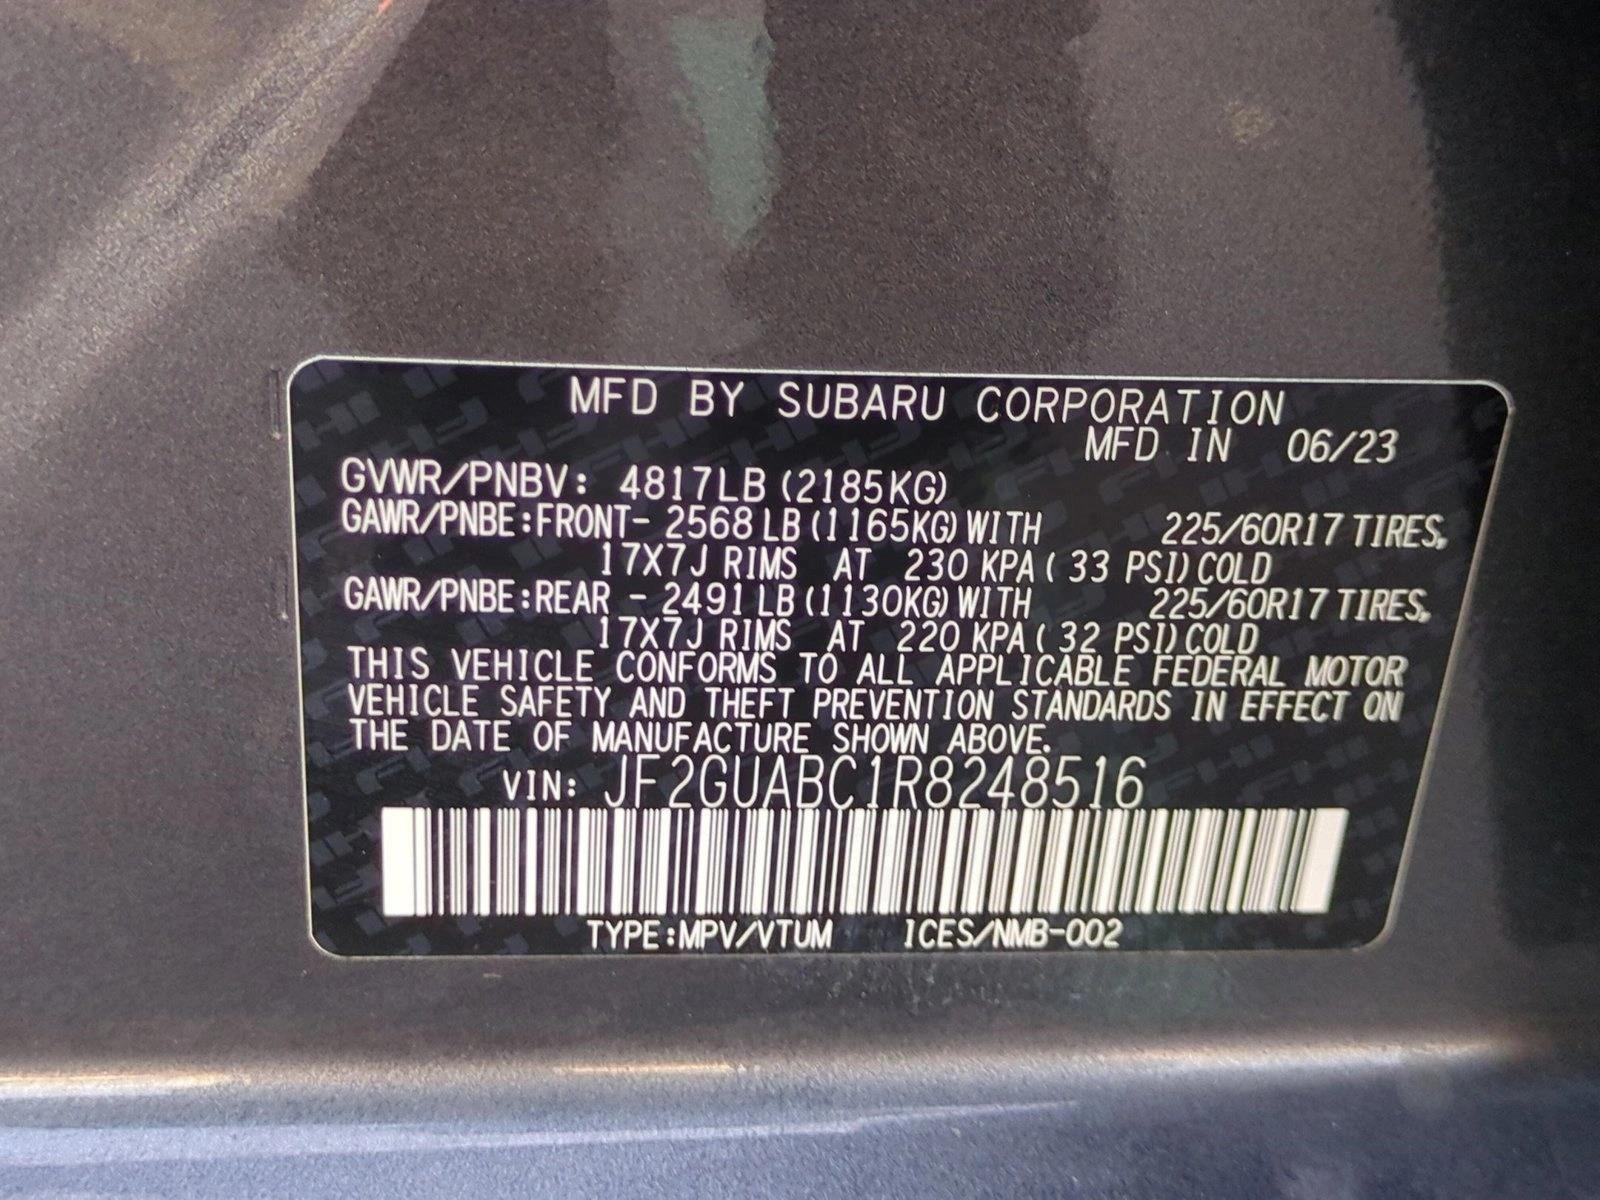 MFD BY SUBARU CORPORATION
MFD IN 06/23
GVWR/PNBV: 4817LB (2185KG)
GAWR/PNBE:FRONT- 2568 LB (1165KG) WITH 225/60R17 TIRES,
17X7J RIMS AT 230 KPA ( 33 PSI) COLD
GAWR/PNBE:REAR - 2491 LB (1130KG) WITH 225/60R17 TIRES,
17X7J RIMS AT 220 KPA ( 32 PSI) COLD
THIS VEHICLE CONFORMS TO ALL APPLICABLE FEDERAL MOTOR
VEHICLE SAFETY AND THEFT PREVENTION STANDARDS IN EFFECT ON
THE DATE OF MANUFACTURE SHOWN ABOVE.
VIN: JF2GUABC1R8248516
TYPE:MPV/VTUM ICES/NMB-002